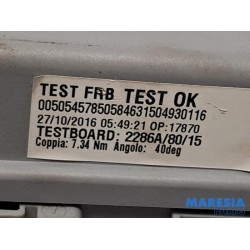 TEST FRB TEST OK
00505457850584631504930116
27/10/2016 05:49:21 OP:17870
TESTBOARD: 2286A/80/15
Coppia: 7.34 Nm Angolo: 40deg
MARESIA